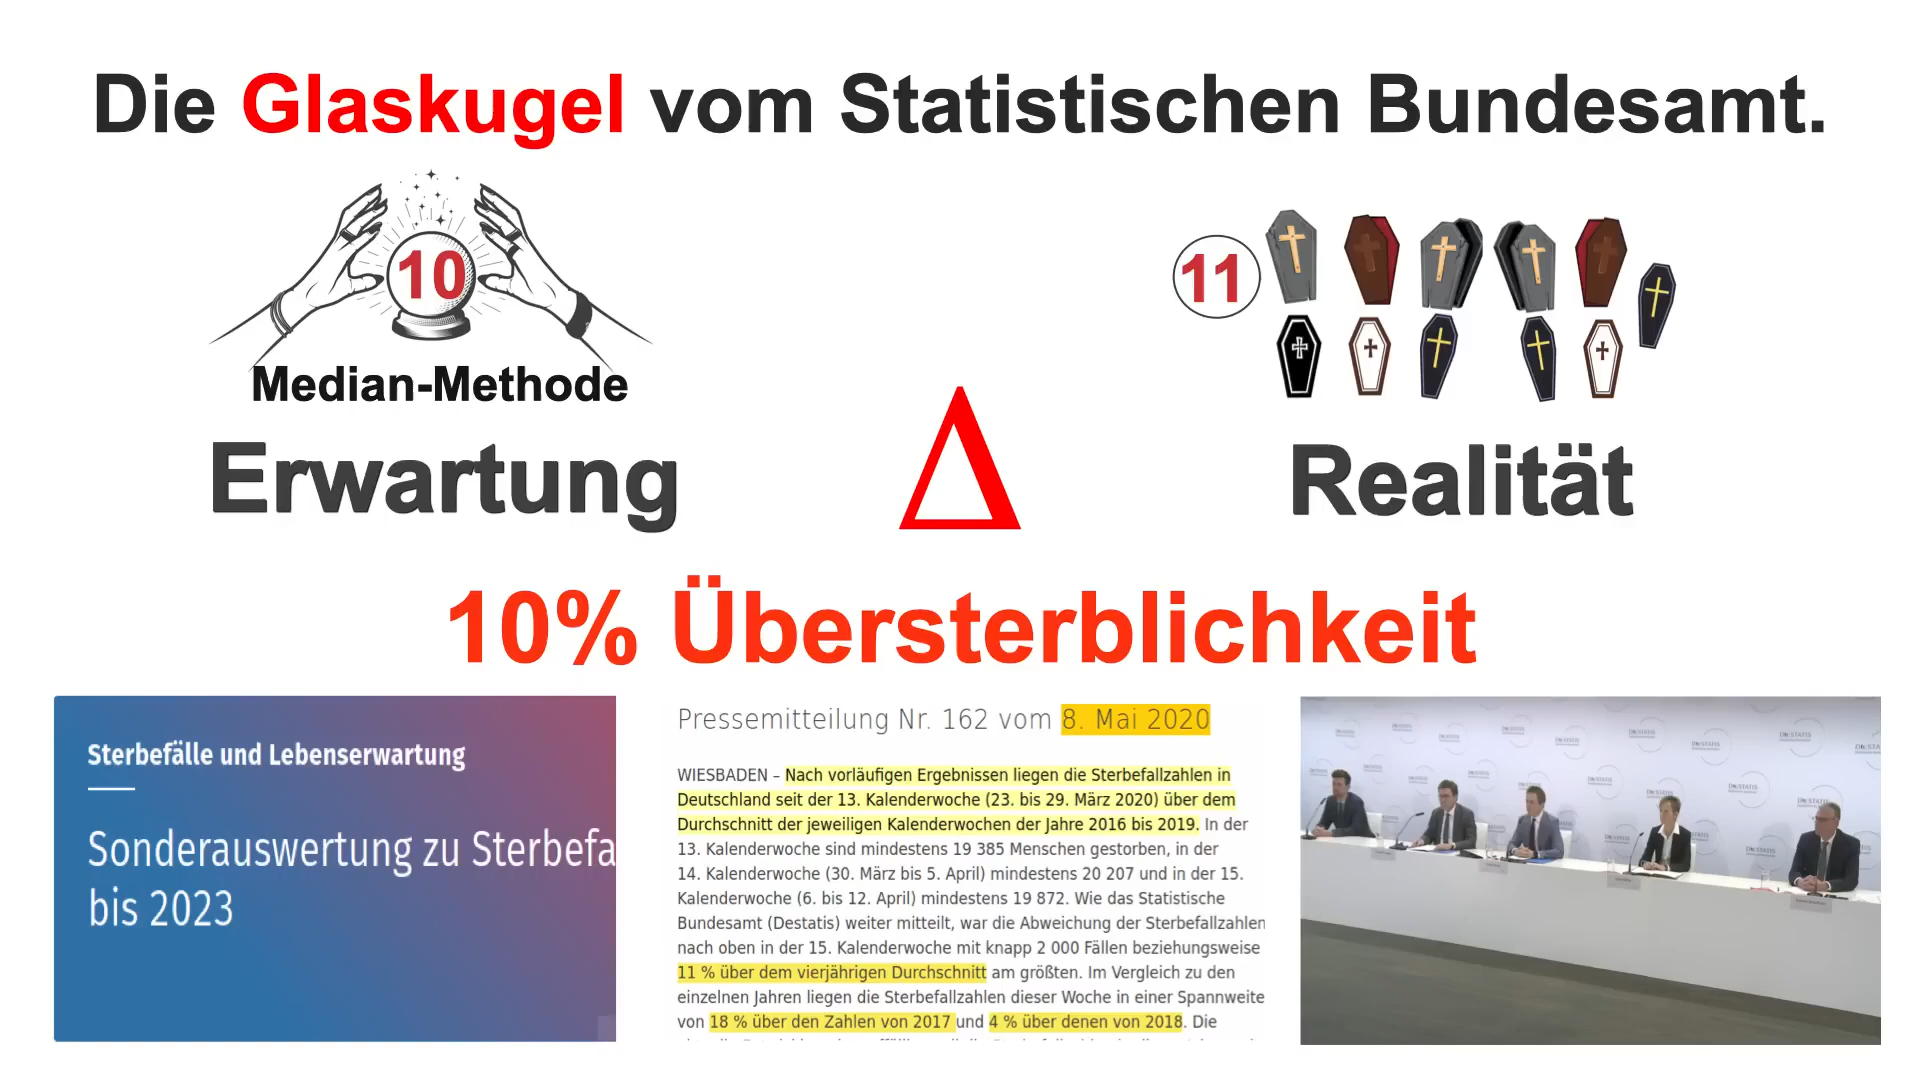 Die Glaskugel vom Statistischen Bundesamt.
10
11
Median-Methode
Erwartung
Δ
Realität
10% Übersterblichkeit
Sterbefälle und Lebenserwartung
Sonderauswertung zu Sterbefa
bis 2023
Pressemitteilung Nr. 162 vom 8. Mai 2020
WIESBADEN – Nach vorläufigen Ergebnissen liegen die Sterbefallzahlen in
Deutschland seit der 13. Kalenderwoche (23. bis 29. März 2020) über dem
Durchschnitt der jeweiligen Kalenderwochen der Jahre 2016 bis 2019. In der
13. Kalenderwoche sind mindestens 19 385 Menschen gestorben, in der
14. Kalenderwoche (30. März bis 5. April) mindestens 20 207 und in der 15.
Kalenderwoche (6. bis 12. April) mindestens 19 872. Wie das Statistische
Bundesamt (Destatis) weiter mitteilt, war die Abweichung der Sterbefallzahlen
nach oben in der 15. Kalenderwoche mit knapp 2 000 Fällen beziehungsweise
11 % über dem vierjährigen Durchschnitt am größten. Im Vergleich zu den
einzelnen Jahren liegen die Sterbefallzahlen dieser Woche in einer Spannweite
von 18 % über den Zahlen von 2017 und 4 % über denen von 2018. Die